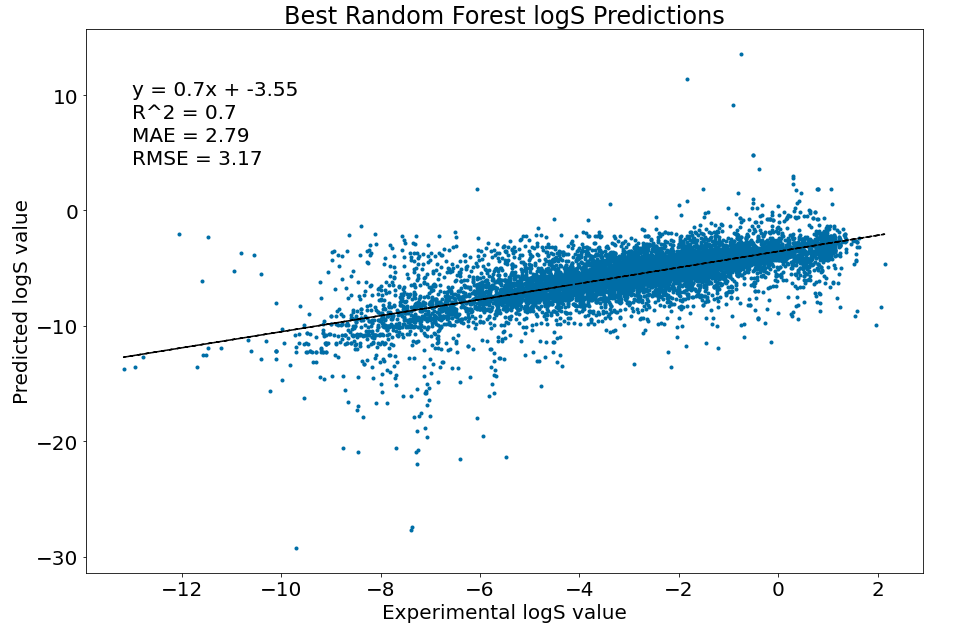 Best Random Forest logS Predictions
y = 0.7x + -3.55
R^2 = 0.7
MAE = 2.79
RMSE = 3.17
Predicted logS value
10
0
−10
−20
−30
−12 −10 −8 −6 −4 −2 0 2
Experimental logS value